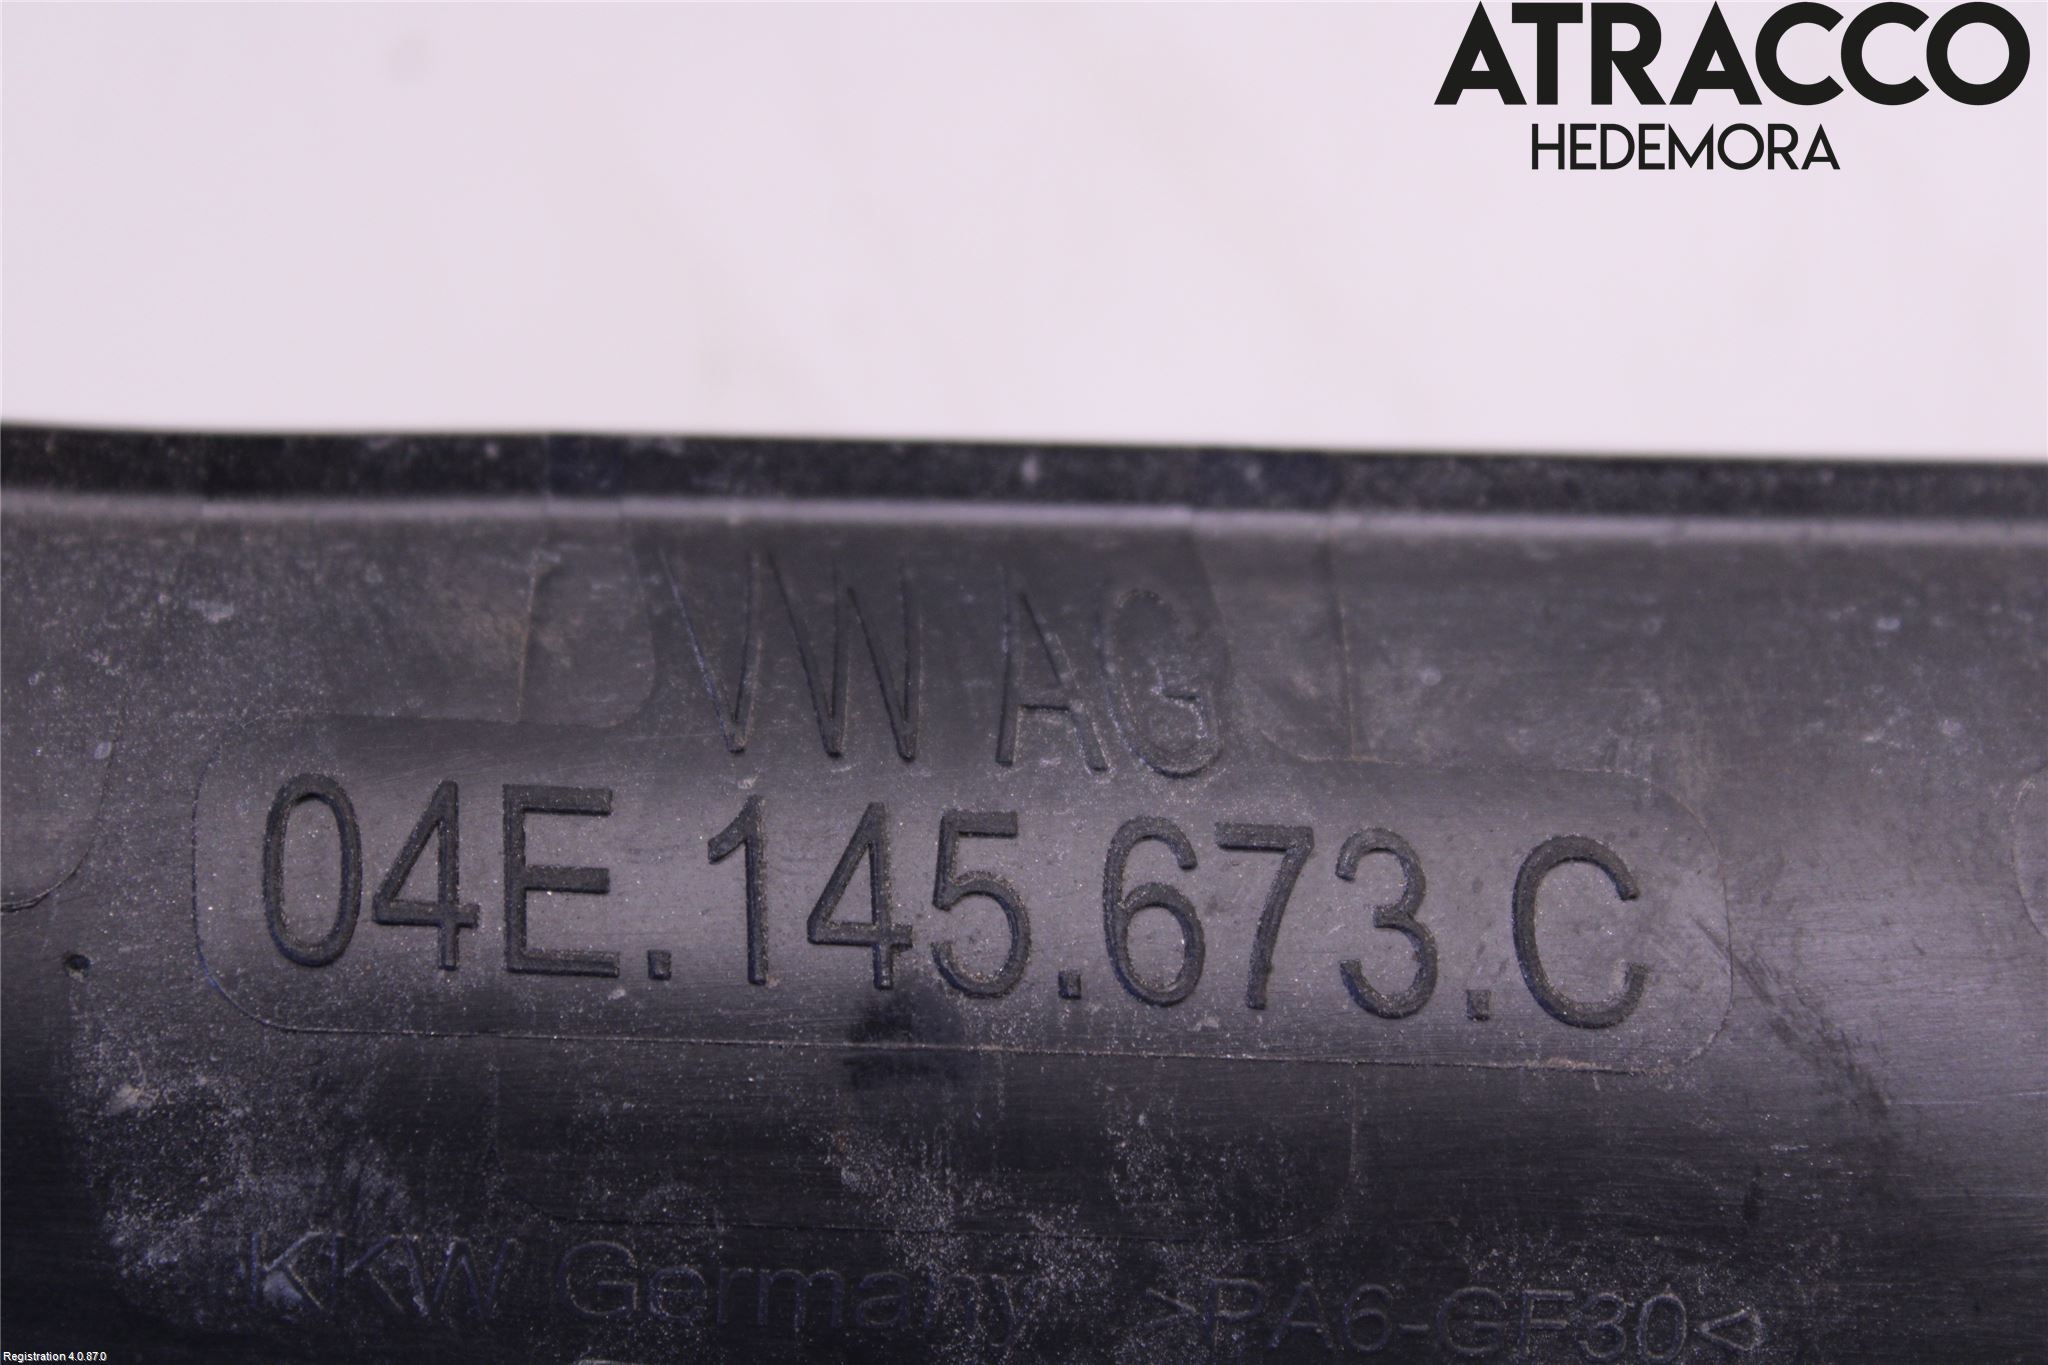 ATRACCO
HEDEMORA
VW AG
04E.145.673.C
KKW Germany >PA6-GF30<
Registration 4.0.87.0